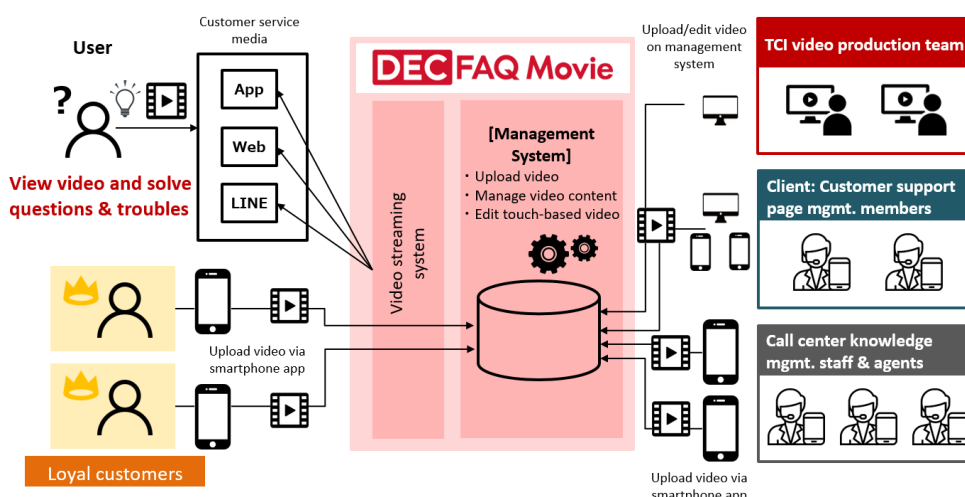 User
?
View video and solve
questions & troubles
Customer service
media
App
Web
LINE
DEC FAQ Movie
Video streaming
system
[Management
System]
・Upload video
・Manage video content
・Edit touch-based video
Upload/edit video
on management
system
TCI video production team
Client: Customer support
page mgmt. members
Call center knowledge
mgmt. staff & agents
Upload video via
smartphone app
Loyal customers
Upload video via
smartphone app